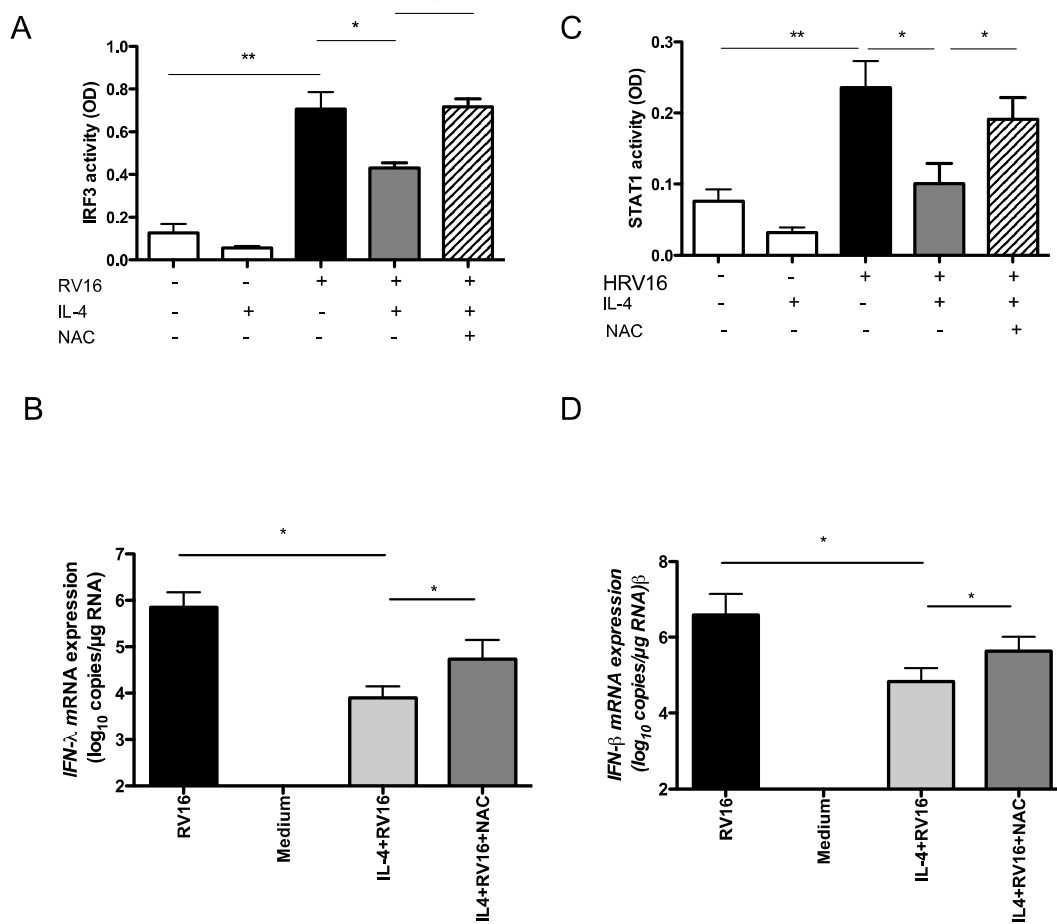 A
IRF3 activity (OD)
1.0
0.8
0.6
0.4
0.2
0.0
**
*
RV16 - - + + +
IL-4 - + - + +
NAC - - - - +
C
STAT1 activity (OD)
0.3
0.2
0.1
0.0
** * *
HRV16 - - + + +
IL-4 - + - + +
NAC - - - - +
B
IFN-λ mRNA expression
(log10 copies/µg RNA)
7
6
5
4
3
2
*
*
RV16
Medium
IL-4+RV16
IL4+RV16+NAC
D
IFN-β mRNA expression
(log10 copies/µg RNA)β
8
6
4
2
*
*
RV16
Medium
IL-4+RV16
IL4+RV16+NAC